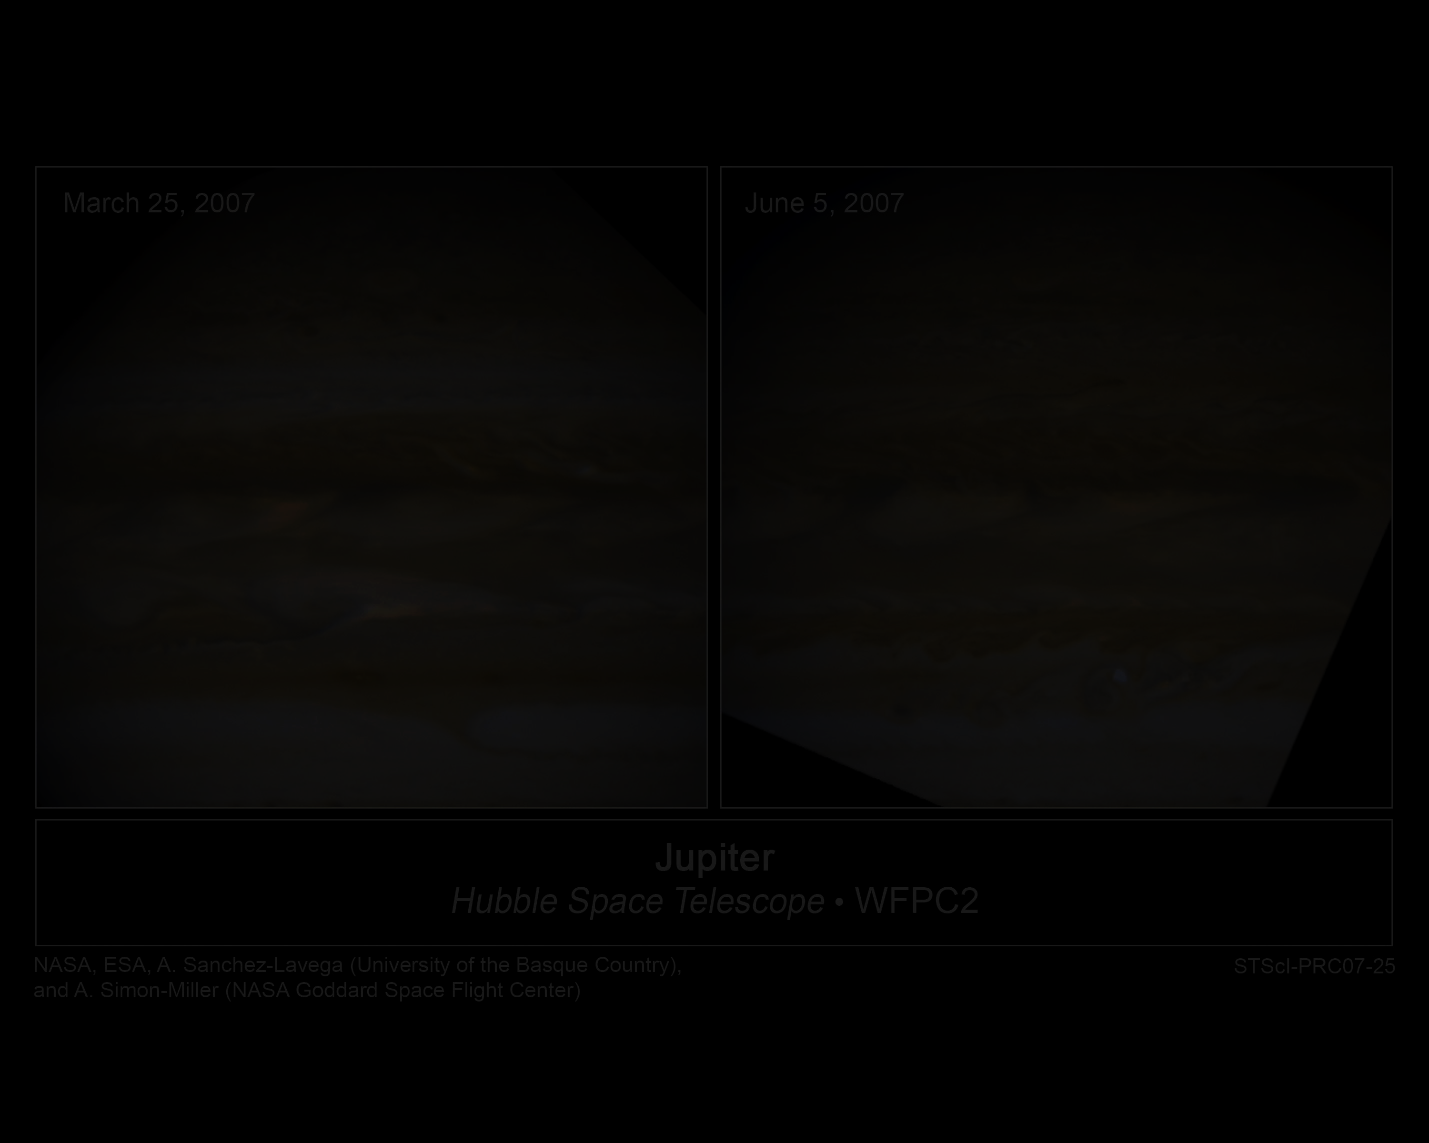 March 25, 2007
June 5, 2007
Jupiter
Hubble Space Telescope • WFPC2
NASA, ESA, A. Sanchez-Lavega (University of the Basque Country),
and A. Simon-Miller (NASA Goddard Space Flight Center)
STScI-PRC07-25